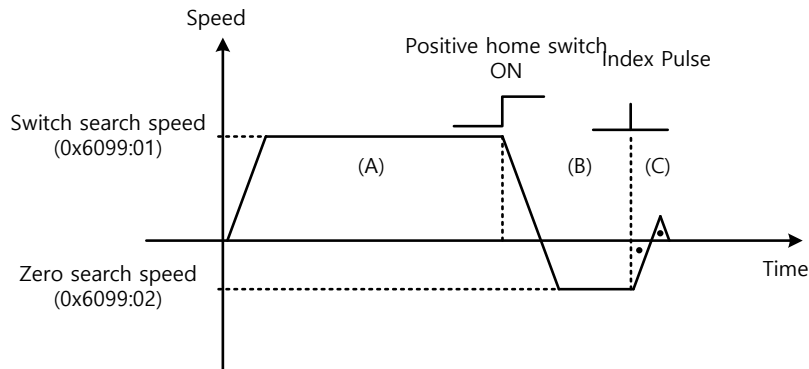 Speed
Positive home switch
ON
Index Pulse
Switch search speed
(0x6099:01)
(A)
(B)
(C)
Zero search speed
(0x6099:02)
Time